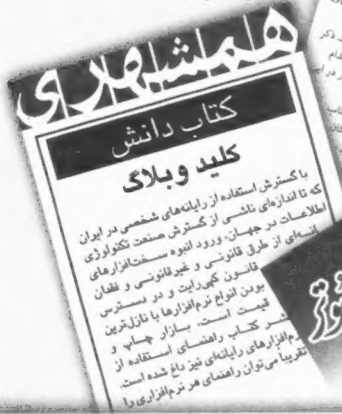 همشهری
کتاب دانش
کلید وبلاگ
با گسترش استفاده از رایانه‌های شخصی در ایران
که تا اندازه‌ای ناشی از گسترش صنعت تکنولوژی
اطلاعات در جهان، ورود انبوه سخت‌افزارهای
از طرق قانونی و غیرقانونی و فقدان
قانون کپی‌رایت و در دسترس
بودن انواع نرم‌افزارها با نازل‌ترین
قیمت است. بازار چاپ و
نشر کتاب راهنمای استفاده از
نرم‌افزارهای رایانه‌ای نیز داغ شده است.
تقریبا می‌توان راهنمای هر نرم‌افزاری را